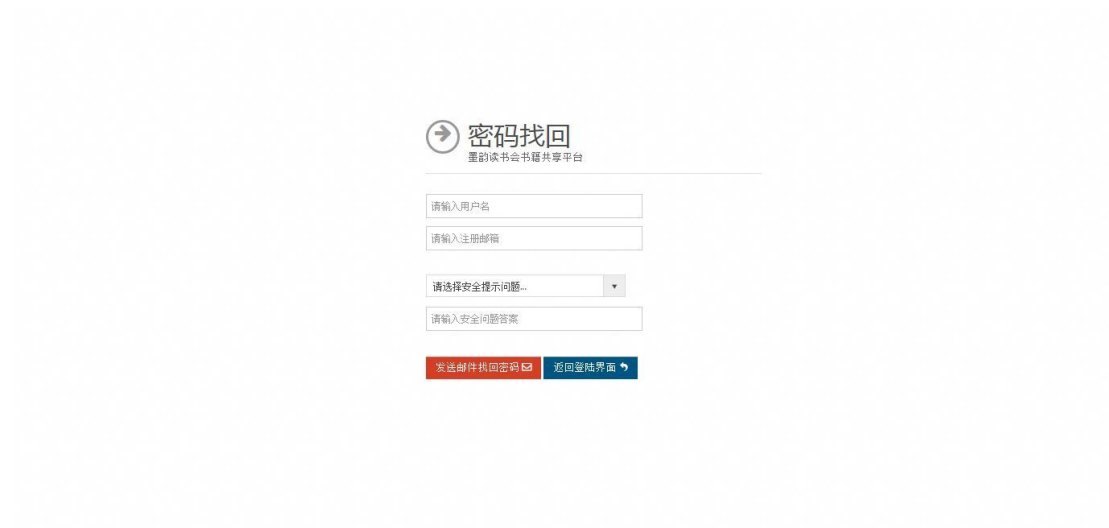 密码找回
墨韵读书会书籍共享平台
请输入用户名
请输入注册邮箱
请选择安全提示问题...
请输入安全问题答案
发送邮件找回密码 返回登陆界面